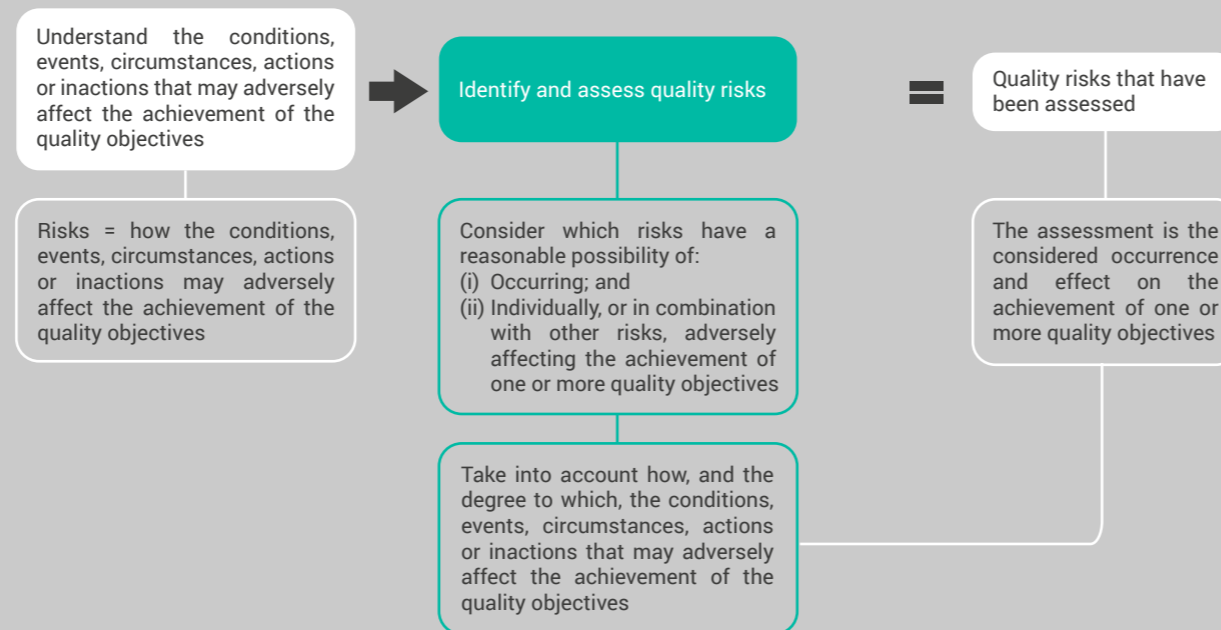 Understand the conditions,
events, circumstances, actions
or inactions that may adversely
affect the achievement of the
quality objectives
Risks = how the conditions,
events, circumstances, actions
or inactions may adversely
affect the achievement of the
quality objectives
Identify and assess quality risks
Consider which risks have a
reasonable possibility of:
(i) Occurring; and
(ii) Individually, or in combination
with other risks, adversely
affecting the achievement of
one or more quality objectives
Take into account how, and the
degree to which, the conditions,
events, circumstances, actions
or inactions that may adversely
affect the achievement of the
quality objectives
=
Quality risks that have
been assessed
The assessment is the
considered occurrence
and effect on the
achievement of one or
more quality objectives